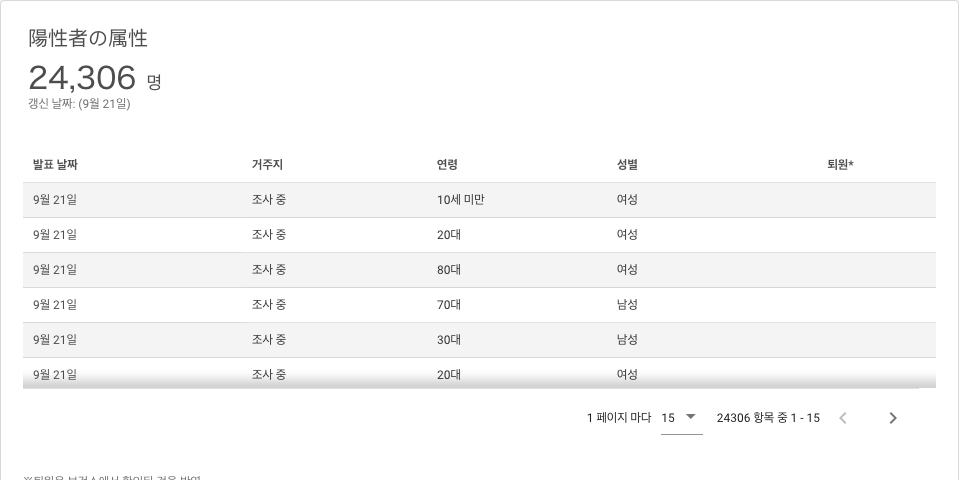 陽性者の属性
24,306 명
갱신 날짜: (9월 21일)
발표 날짜 거주지 연령 성별 퇴원*
9월 21일 조사 중 10세 미만 여성
9월 21일 조사 중 20대 여성
9월 21일 조사 중 80대 여성
9월 21일 조사 중 70대 남성
9월 21일 조사 중 30대 남성
9월 21일 조사 중 20대 여성
1 페이지 마다 15 24306 항목 중 1 - 15